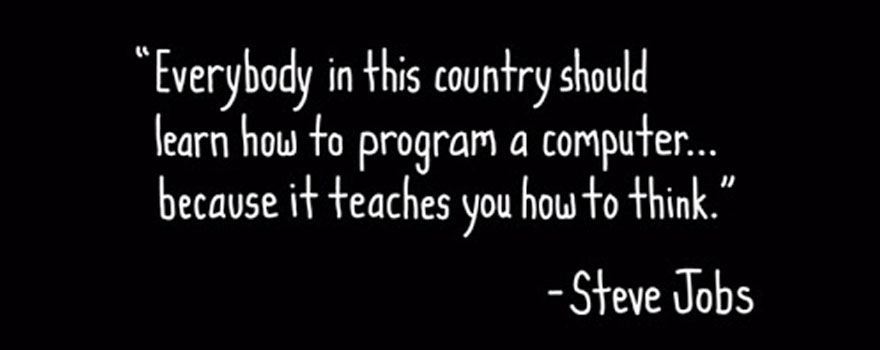 “Everybody in this country should
learn how to program a computer...
because it teaches you how to think.”
-Steve Jobs